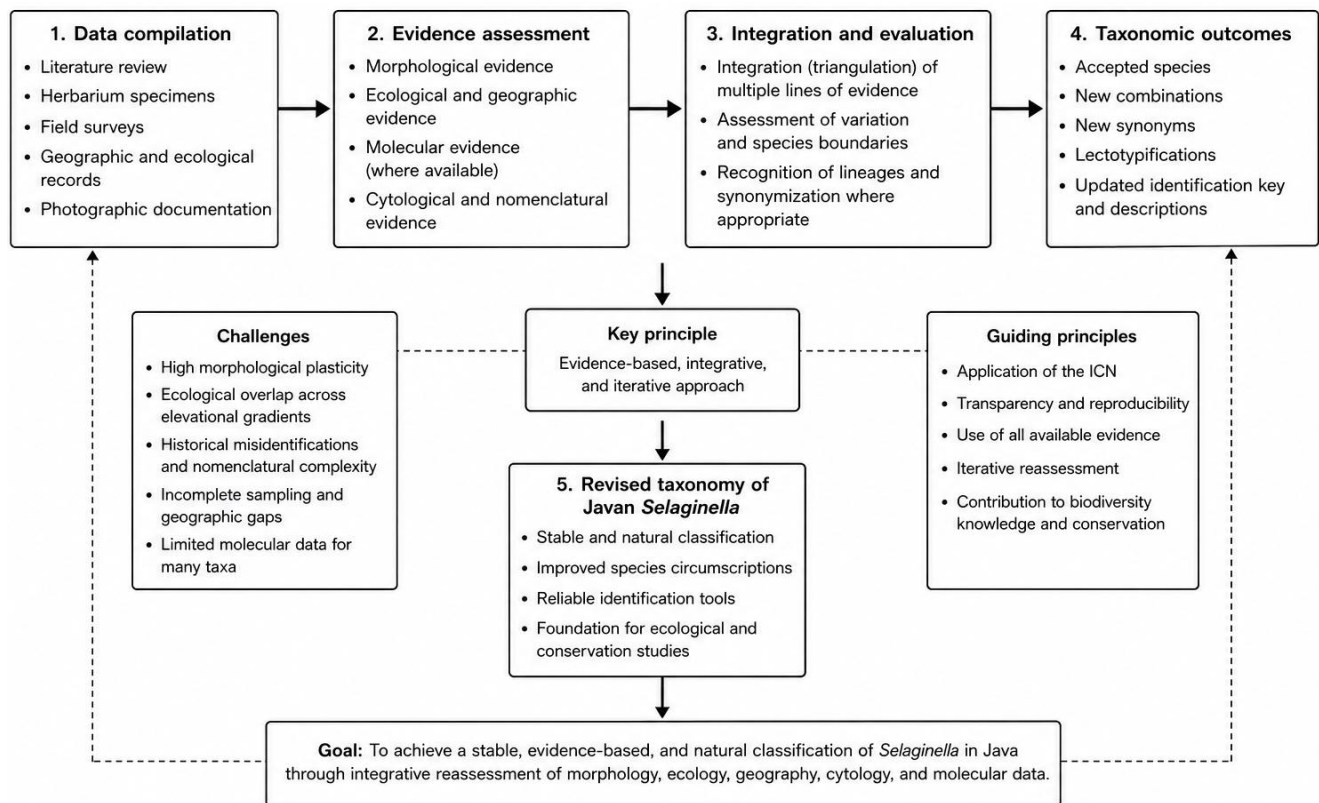 1. Data compilation
• Literature review
• Herbarium specimens
• Field surveys
• Geographic and ecological
records
• Photographic documentation
2. Evidence assessment
• Morphological evidence
• Ecological and geographic
evidence
• Molecular evidence
(where available)
• Cytological and nomenclatural
evidence
3. Integration and evaluation
• Integration (triangulation) of
multiple lines of evidence
• Assessment of variation
and species boundaries
• Recognition of lineages and
synonymization where
appropriate
4. Taxonomic outcomes
• Accepted species
• New combinations
• New synonyms
• Lectotypifications
• Updated identification key
and descriptions
Challenges
• High morphological plasticity
• Ecological overlap across
elevational gradients
• Historical misidentifications
and nomenclatural complexity
• Incomplete sampling and
geographic gaps
• Limited molecular data for
many taxa
Key principle
Evidence-based, integrative,
and iterative approach
Guiding principles
• Application of the ICN
• Transparency and reproducibility
• Use of all available evidence
• Iterative reassessment
• Contribution to biodiversity
knowledge and conservation
5. Revised taxonomy of
Javan Selaginella
• Stable and natural classification
• Improved species circumscriptions
• Reliable identification tools
• Foundation for ecological and
conservation studies
Goal: To achieve a stable, evidence-based, and natural classification of Selaginella in Java
through integrative reassessment of morphology, ecology, geography, cytology, and molecular data.